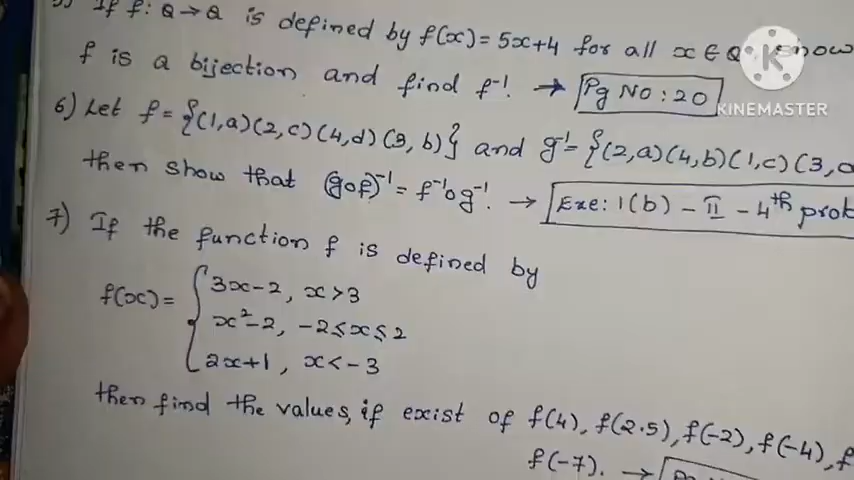 If f: Q→Q is defined by f(x) = 5x+4 for all x ∈ Q show
f is a bijection and find f⁻¹. → Pg No : 20
KINEMASTER
6) Let f = {(1,a)(2,c)(4,d)(3,b)} and g⁻¹ = {(2,a)(4,b)(1,c)(3,
then show that (gof)⁻¹ = f⁻¹og⁻¹. → Exe: 1(b) - II - 4th prob
7) If the function f is defined by
f(x) = { 3x-2, x>3
x²-2, -2≤x≤2
2x+1, x<-3
then find the values, if exist of f(4), f(2.5), f(-2), f(-4), f
f(-7). →